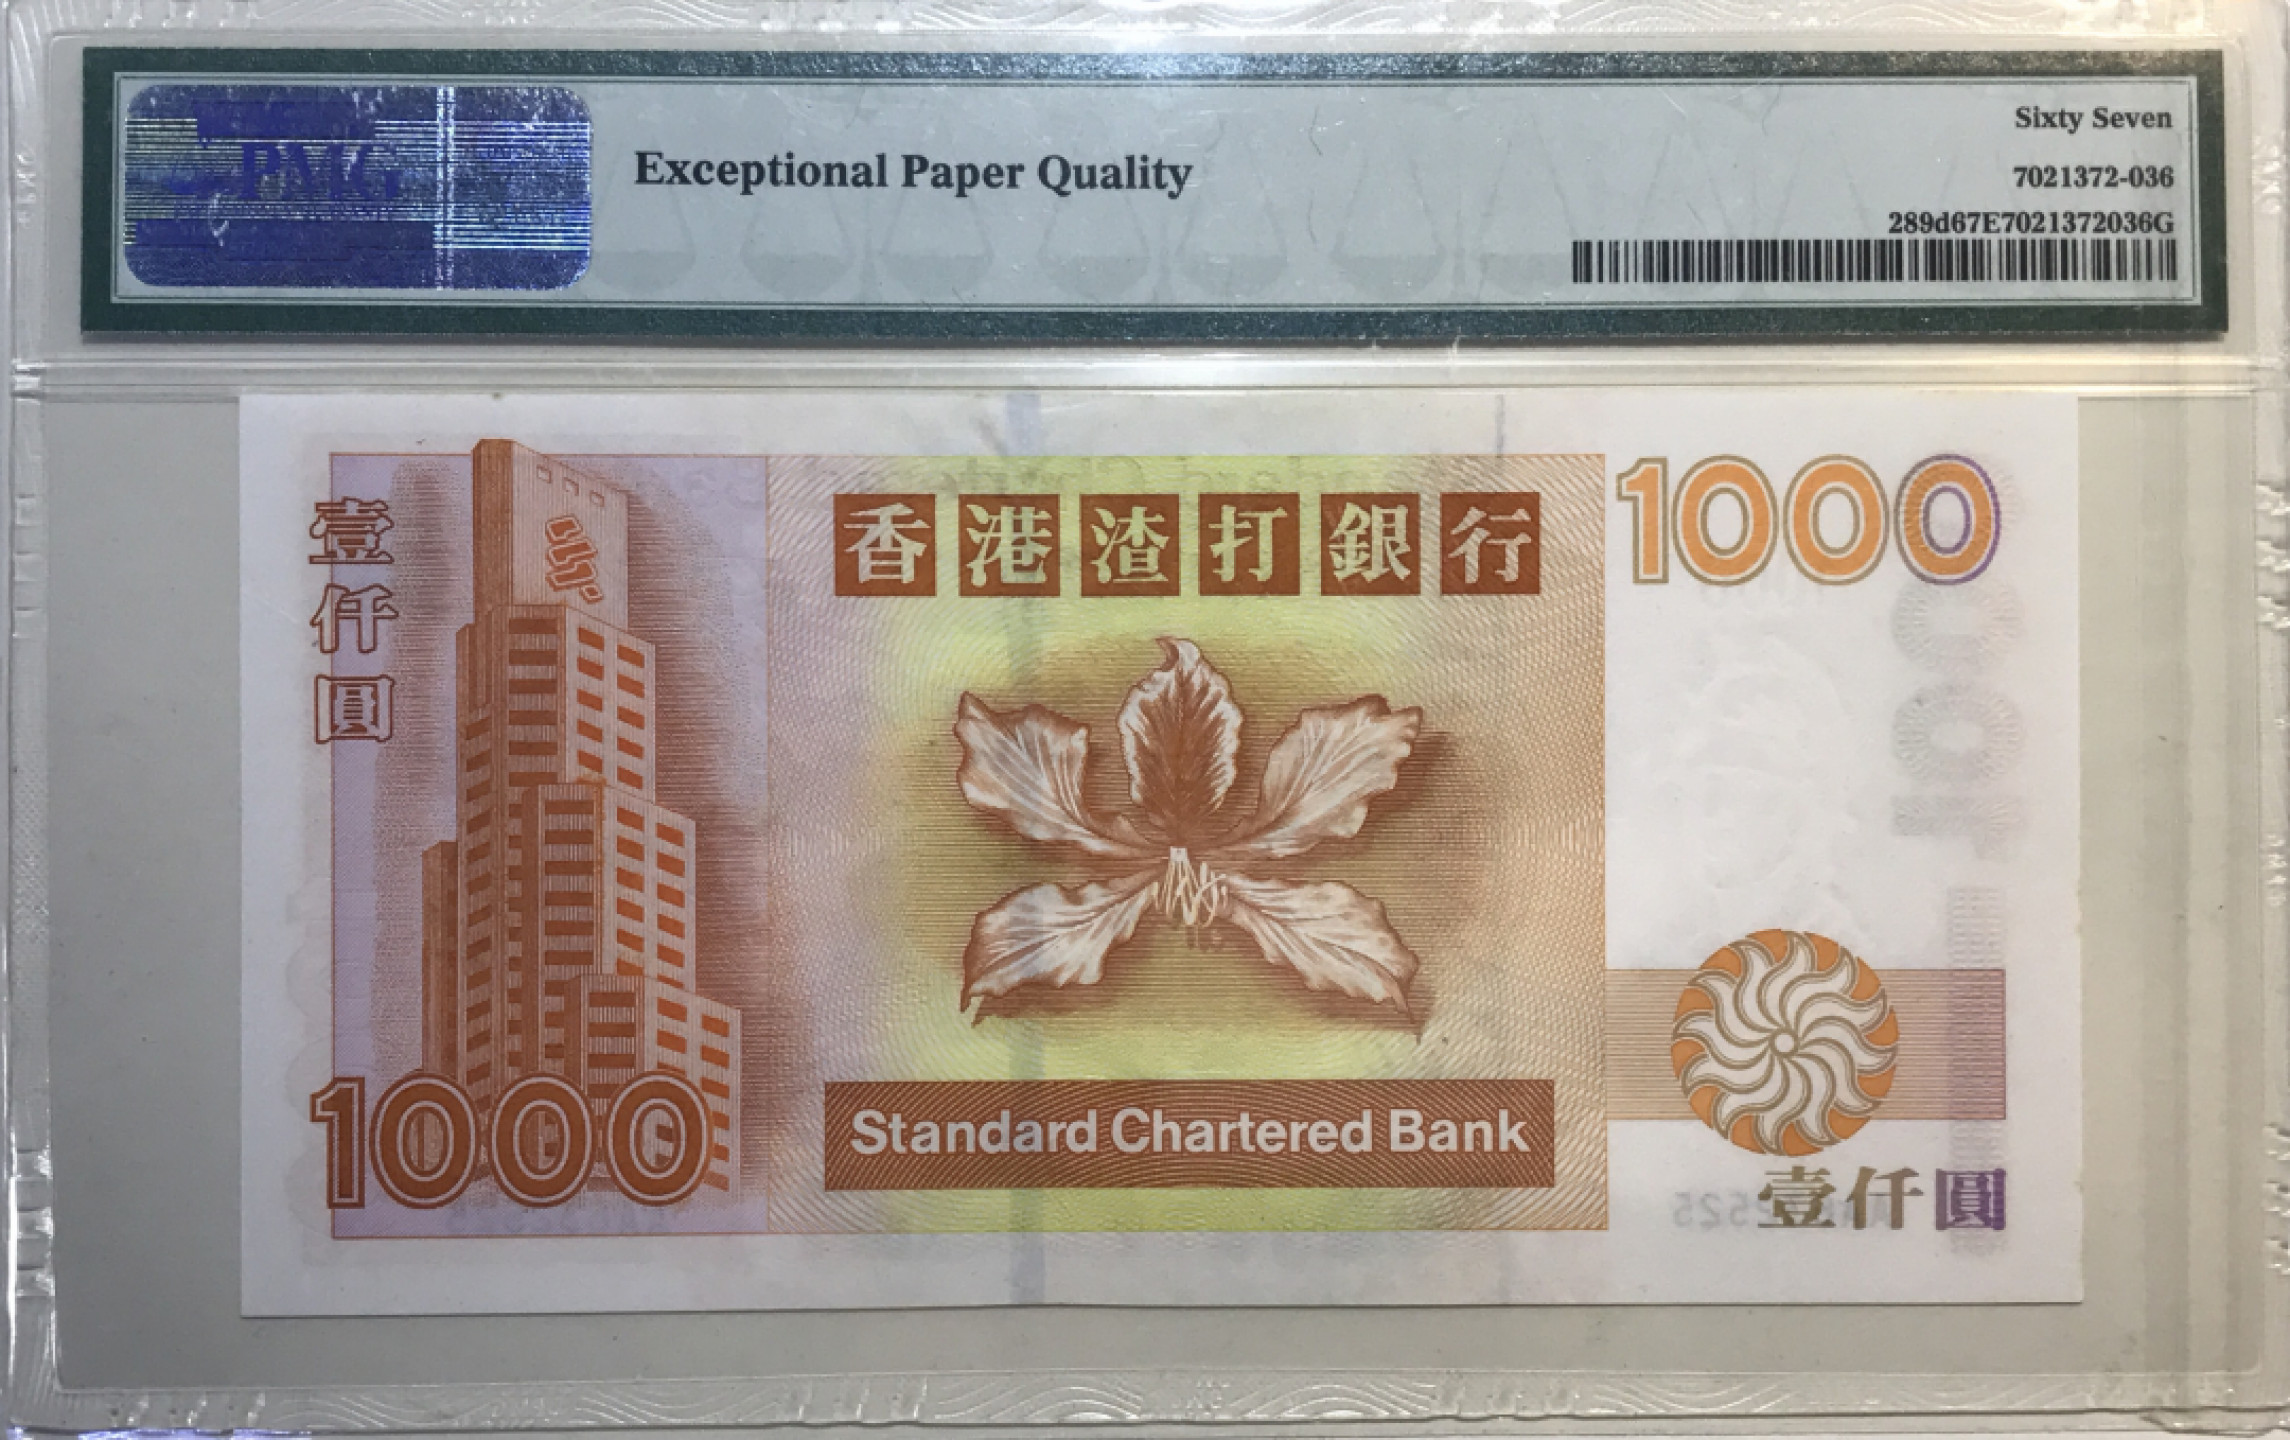 PMG
Exceptional Paper Quality
Sixty Seven
7021372-036
289d67E7021372036G
壹仟圓
香港渣打銀行
1000
1000
Standard Chartered Bank
壹仟圓